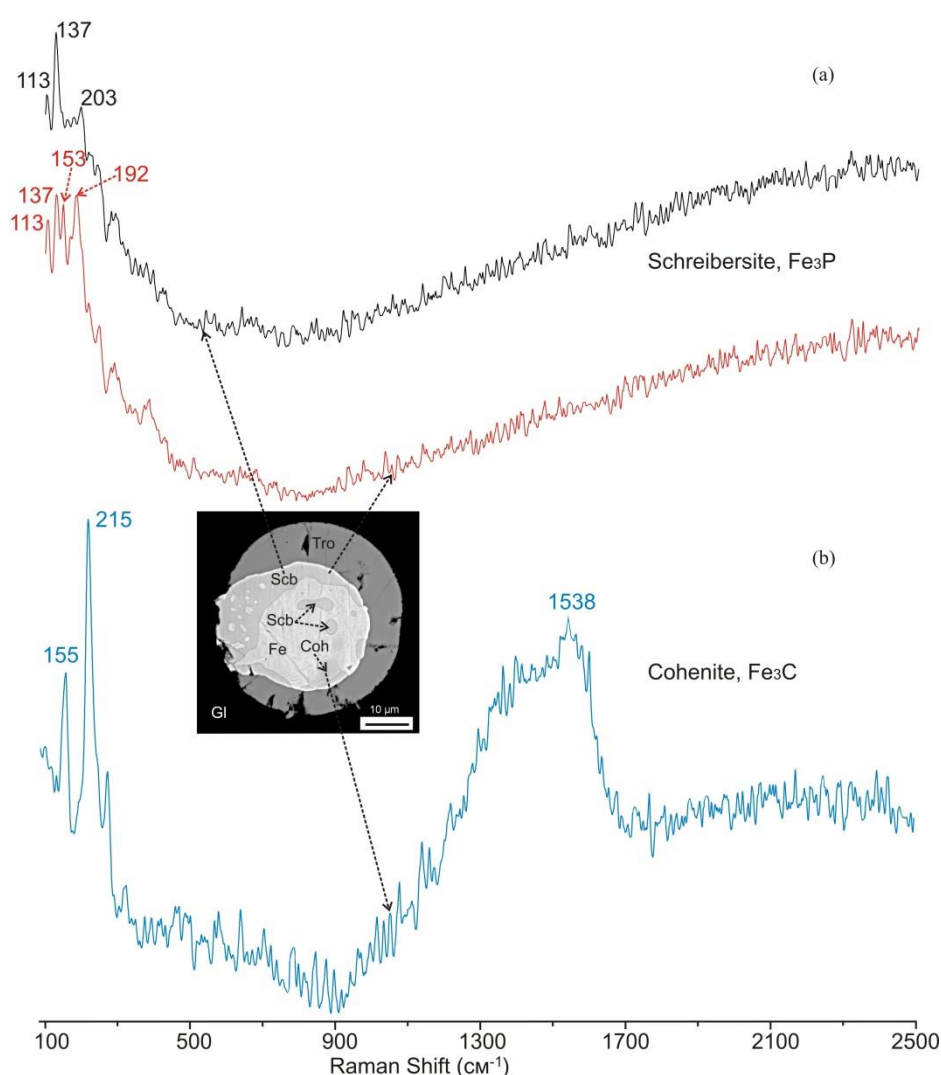 137
(a)
113
203
153
192
137
113
Schreibersite, Fe3P
215
(b)
Tro
Scb
1538
Scb
155
Fe
Coh
Cohenite, Fe3C
Gl
10 µm
100 500 900 1300 1700 2100 2500
Raman Shift (см-1)